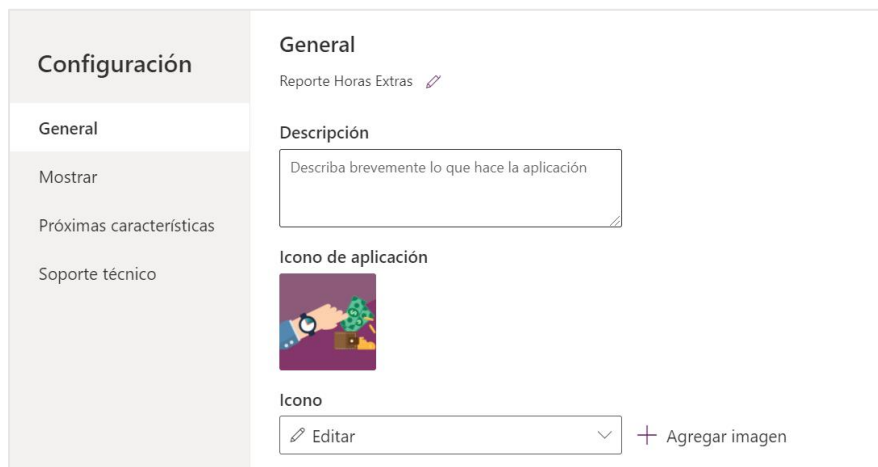 Configuración
General
Mostrar
Próximas características
Soporte técnico
General
Reporte Horas Extras
Descripción
Describa brevemente lo que hace la aplicación
Icono de aplicación
Icono
Editar
Agregar imagen